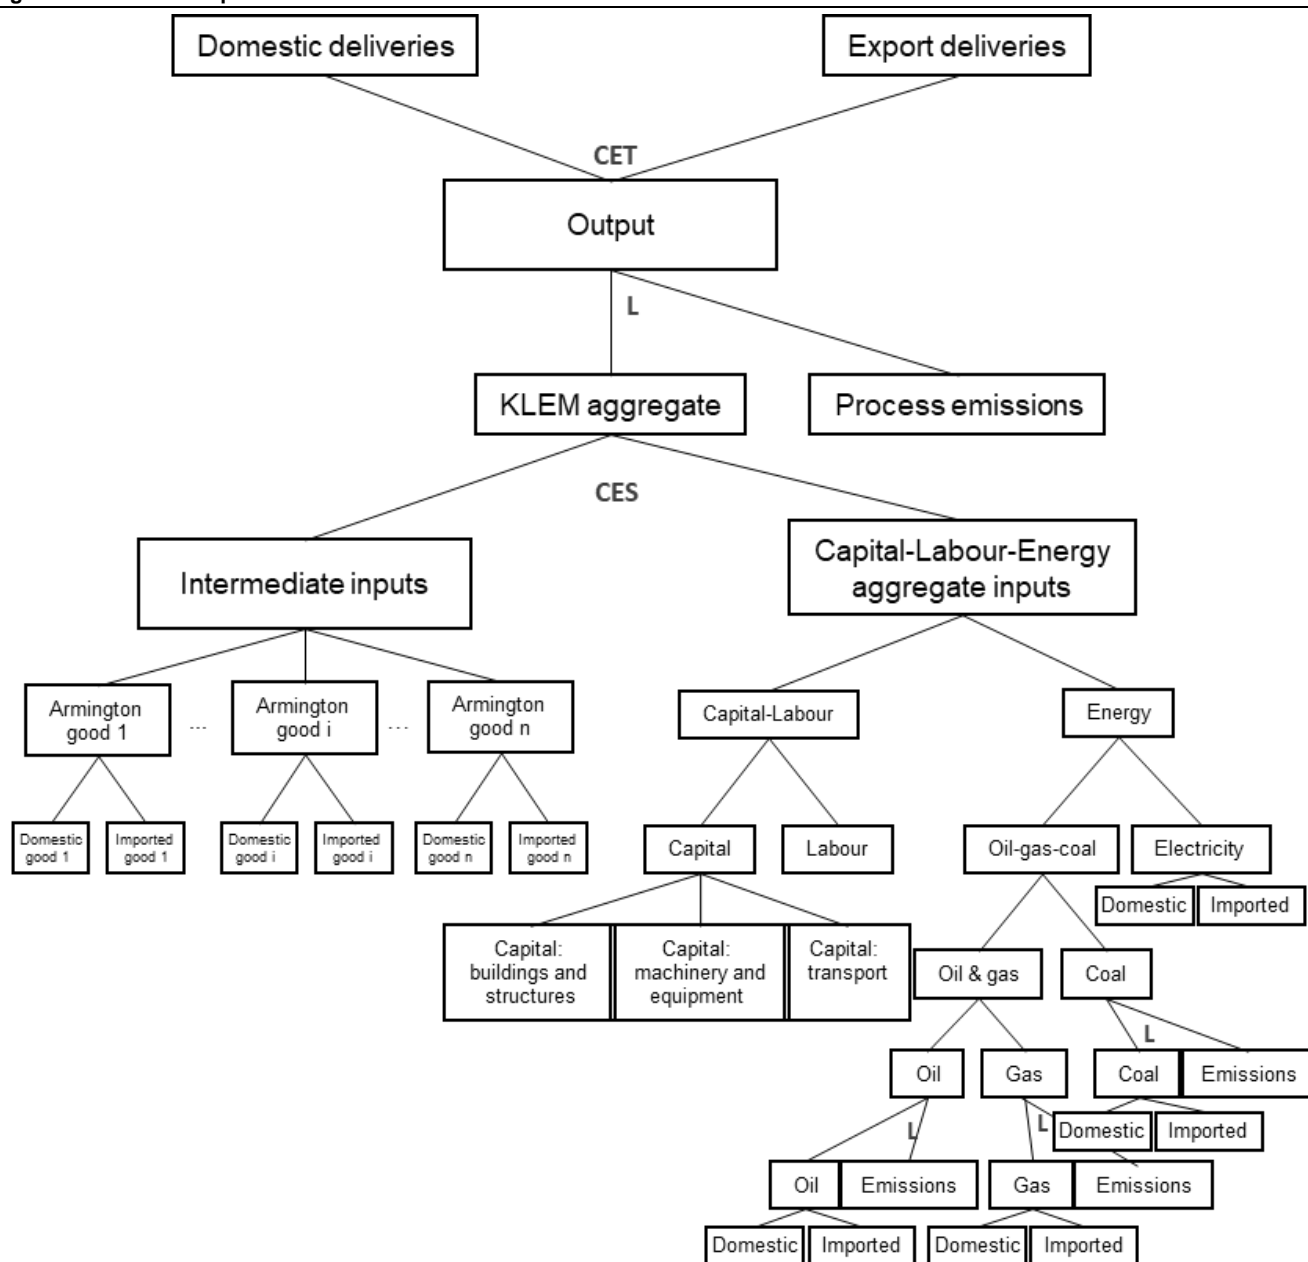 Domestic deliveries
Export deliveries
CET
Output
L
KLEM aggregate
Process emissions
CES
Intermediate inputs
Capital-Labour-Energy
aggregate inputs
Armington
good 1
...
Armington
good i
...
Armington
good n
Capital-Labour
Energy
Domestic
good 1
Imported
good 1
Domestic
good i
Imported
good i
Domestic
good n
Imported
good n
Capital
Labour
Oil-gas-coal
Electricity
Domestic
Imported
Capital:
buildings and
structures
Capital:
machinery and
equipment
Capital:
transport
Oil & gas
Coal
L
Oil
Gas
Coal
Emissions
L
L
Domestic
Imported
Oil
Emissions
Gas
Emissions
Domestic
Imported
Domestic
Imported